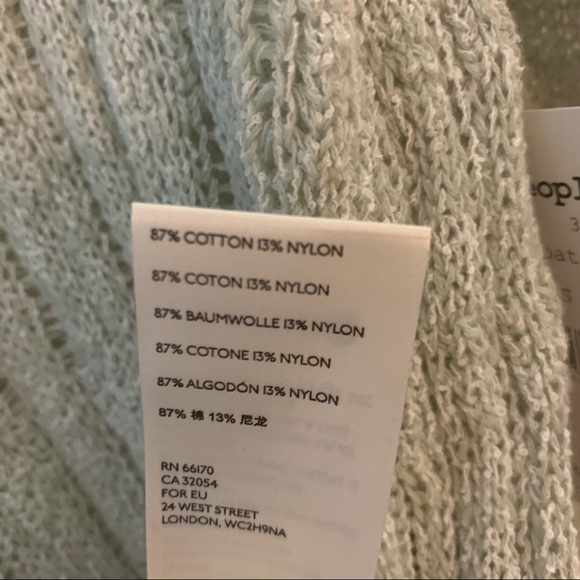 87% COTTON 13% NYLON
87% COTON 13% NYLON
87% BAUMWOLLE 13% NYLON
87% COTONE 13% NYLON
87% ALGODÓN 13% NYLON
87% 棉 13% 尼龙
RN 66170
CA 32054
FOR EU
24 WEST STREET
LONDON, WC2H9NA